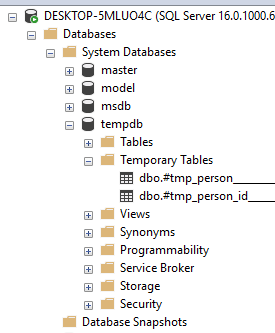 DESKTOP-5MLUO4C (SQL Server 16.0.1000.6
Databases
System Databases
master
model
msdb
tempdb
Tables
Temporary Tables
dbo.#tmp_person________
dbo.#tmp_person_id_____
Views
Synonyms
Programmability
Service Broker
Storage
Security
Database Snapshots